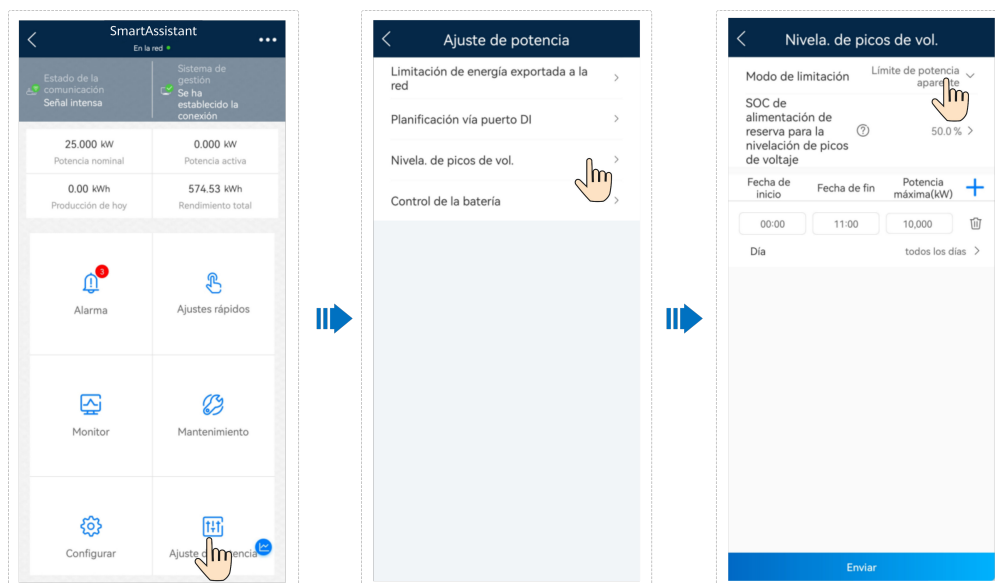 SmartAssistant
En la red
Estado de la
comunicación
Señal intensa
Sistema de
gestión
Se ha
establecido la
conexión
25.000 kW
Potencia nominal
0.000 kW
Potencia activa
0.00 kWh
Producción de hoy
574.53 kWh
Rendimiento total
3
Alarma
Ajustes rápidos
Monitor
Mantenimiento
Configurar
Ajuste de potencia
Ajuste de potencia
Limitación de energía exportada a la
red
Planificación vía puerto DI
Nivela. de picos de vol.
Control de la batería
Nivela. de picos de vol.
Modo de limitación
Límite de potencia
aparente
SOC de
alimentación de
reserva para la
nivelación de picos
de voltaje
50.0 %
Fecha de
inicio
Fecha de fin
Potencia
máxima(kW)
00:00
11:00
10,000
Día
todos los días
Enviar